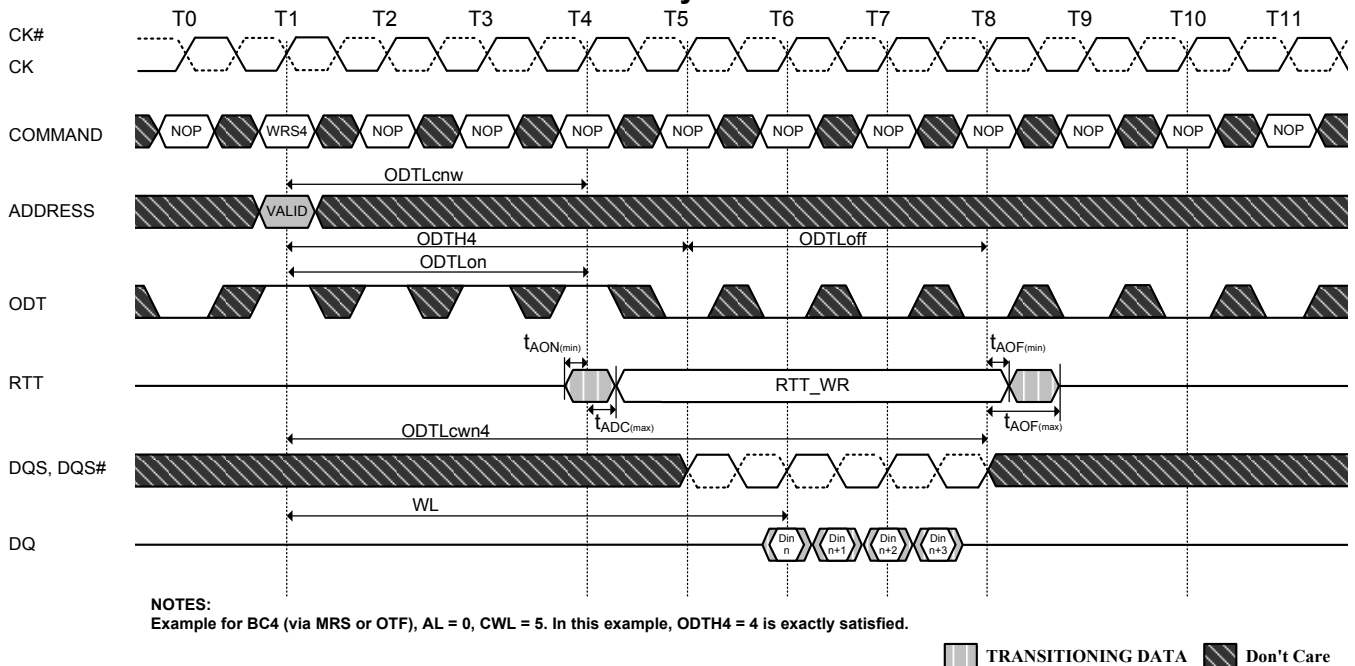 T0 T1 T2 T3 T4 T5 T6 T7 T8 T9 T10 T11
CK#
CK
COMMAND NOP WRS4 NOP NOP NOP NOP NOP NOP NOP NOP NOP NOP
ODTLcnw
ADDRESS VALID
ODTH4 ODTLoff
ODTLon
ODT
tAON(min) tAOF(min)
RTT RTT_WR
tADC(max) tAOF(max)
ODTLcwn4
DQS, DQS#
WL
DQ Din n Din n+1 Din n+2 Din n+3
NOTES:
Example for BC4 (via MRS or OTF), AL = 0, CWL = 5. In this example, ODTH4 = 4 is exactly satisfied.
TRANSITIONING DATA Don't Care